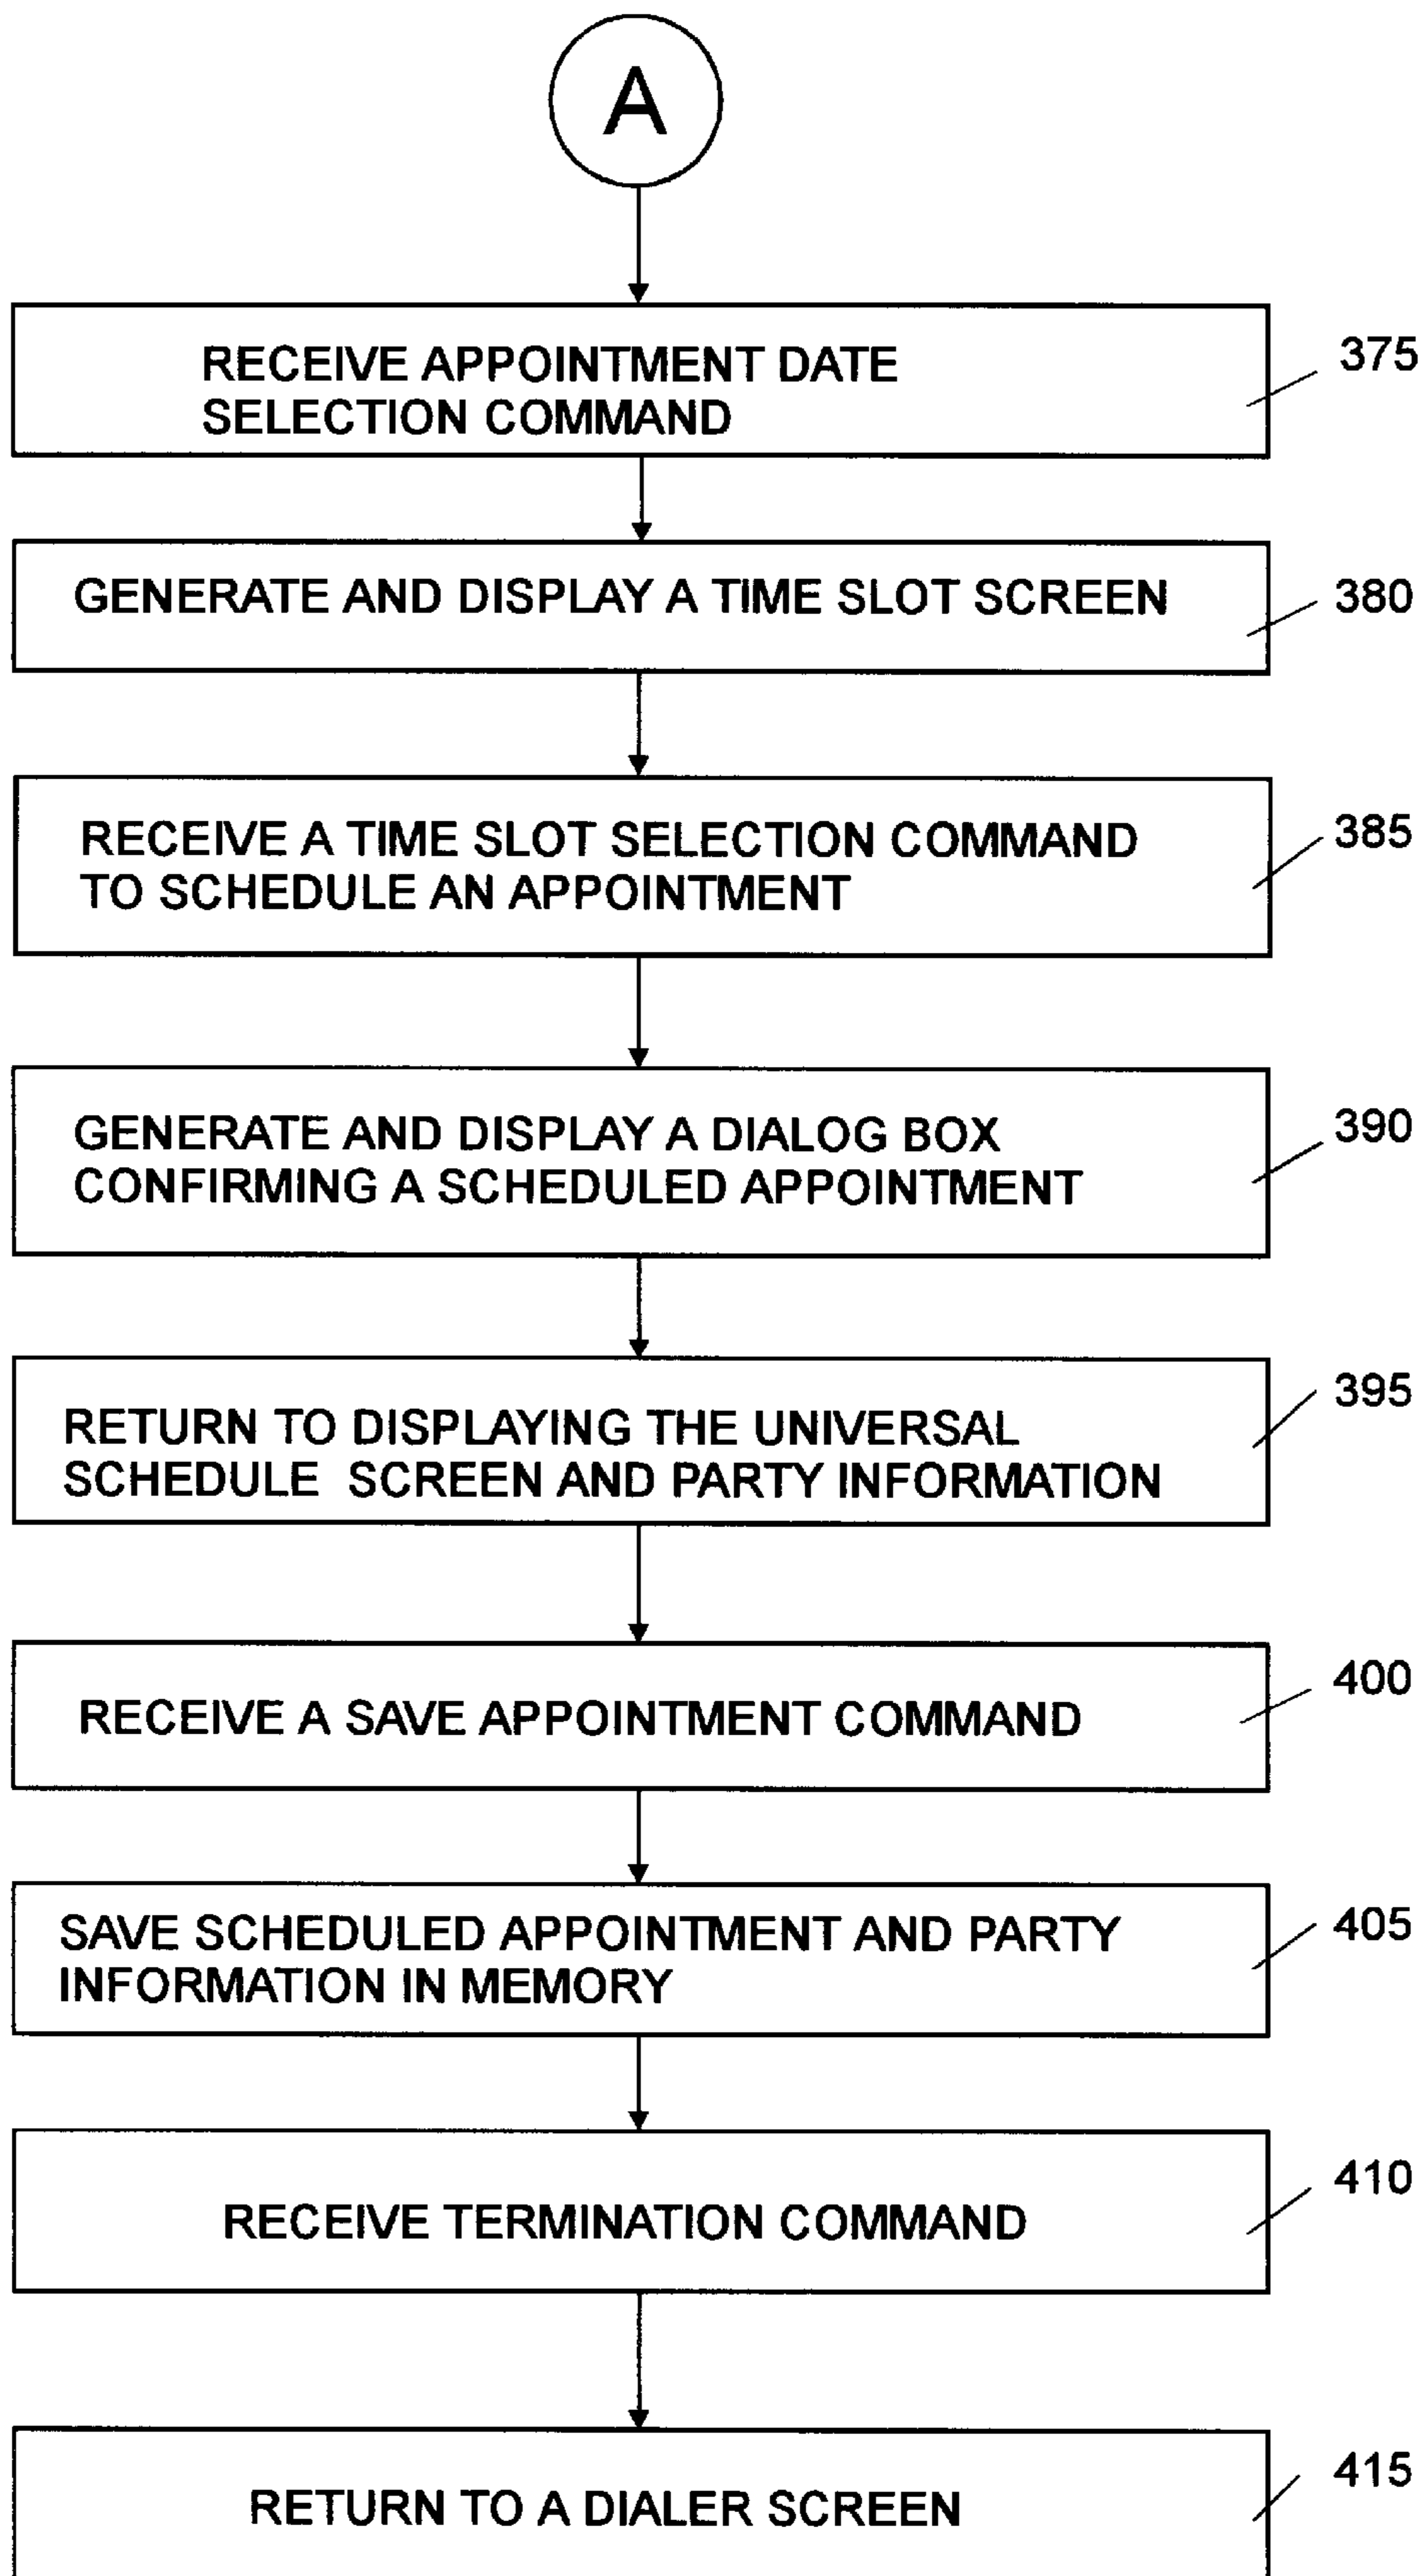 A
RECEIVE APPOINTMENT DATE
SELECTION COMMAND
375
GENERATE AND DISPLAY A TIME SLOT SCREEN
380
RECEIVE A TIME SLOT SELECTION COMMAND
TO SCHEDULE AN APPOINTMENT
385
GENERATE AND DISPLAY A DIALOG BOX
CONFIRMING A SCHEDULED APPOINTMENT
390
RETURN TO DISPLAYING THE UNIVERSAL
SCHEDULE SCREEN AND PARTY INFORMATION
395
RECEIVE A SAVE APPOINTMENT COMMAND
400
SAVE SCHEDULED APPOINTMENT AND PARTY
INFORMATION IN MEMORY
405
RECEIVE TERMINATION COMMAND
410
RETURN TO A DIALER SCREEN
415